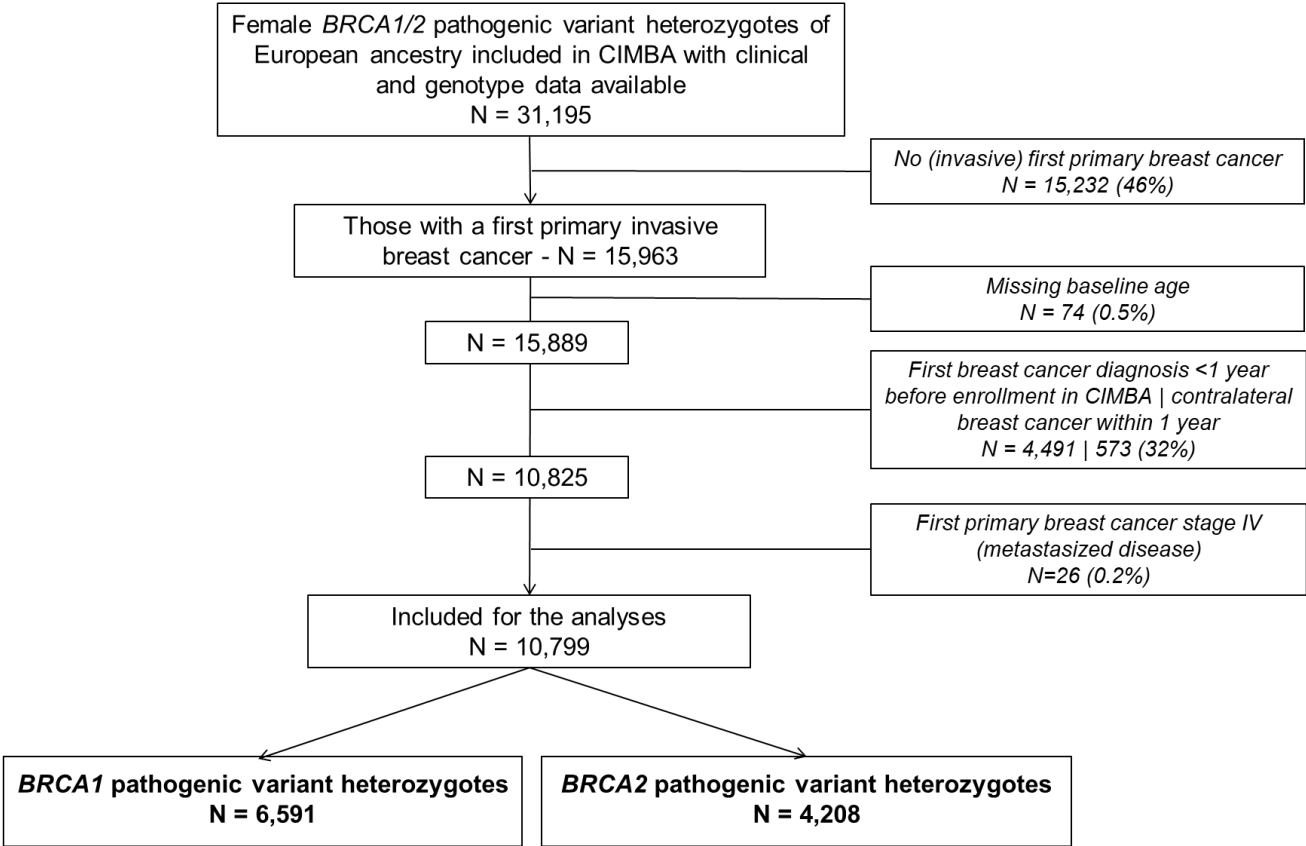 Female BRCA1/2 pathogenic variant heterozygotes of
European ancestry included in CIMBA with clinical
and genotype data available
N = 31,195
No (invasive) first primary breast cancer
N = 15,232 (46%)
Those with a first primary invasive
breast cancer - N = 15,963
Missing baseline age
N = 74 (0.5%)
N = 15,889
First breast cancer diagnosis <1 year
before enrollment in CIMBA | contralateral
breast cancer within 1 year
N = 4,491 | 573 (32%)
N = 10,825
First primary breast cancer stage IV
(metastasized disease)
N=26 (0.2%)
Included for the analyses
N = 10,799
BRCA1 pathogenic variant heterozygotes
N = 6,591
BRCA2 pathogenic variant heterozygotes
N = 4,208